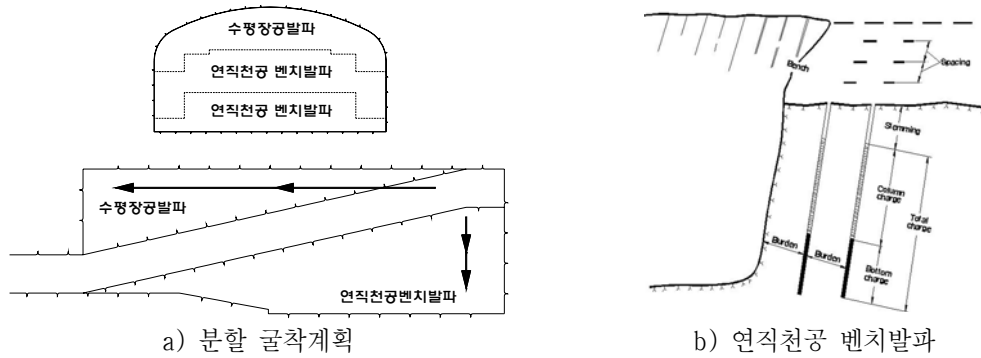 수평장공발파
연직천공 벤치발파
연직천공 벤치발파
수평장공발파
연직천공벤치발파
a) 분할 굴착계획
Bench
Spacing
Stemming
Column
charge
Total
charge
Burden
Burden
Bottom
charge
b) 연직천공 벤치발파